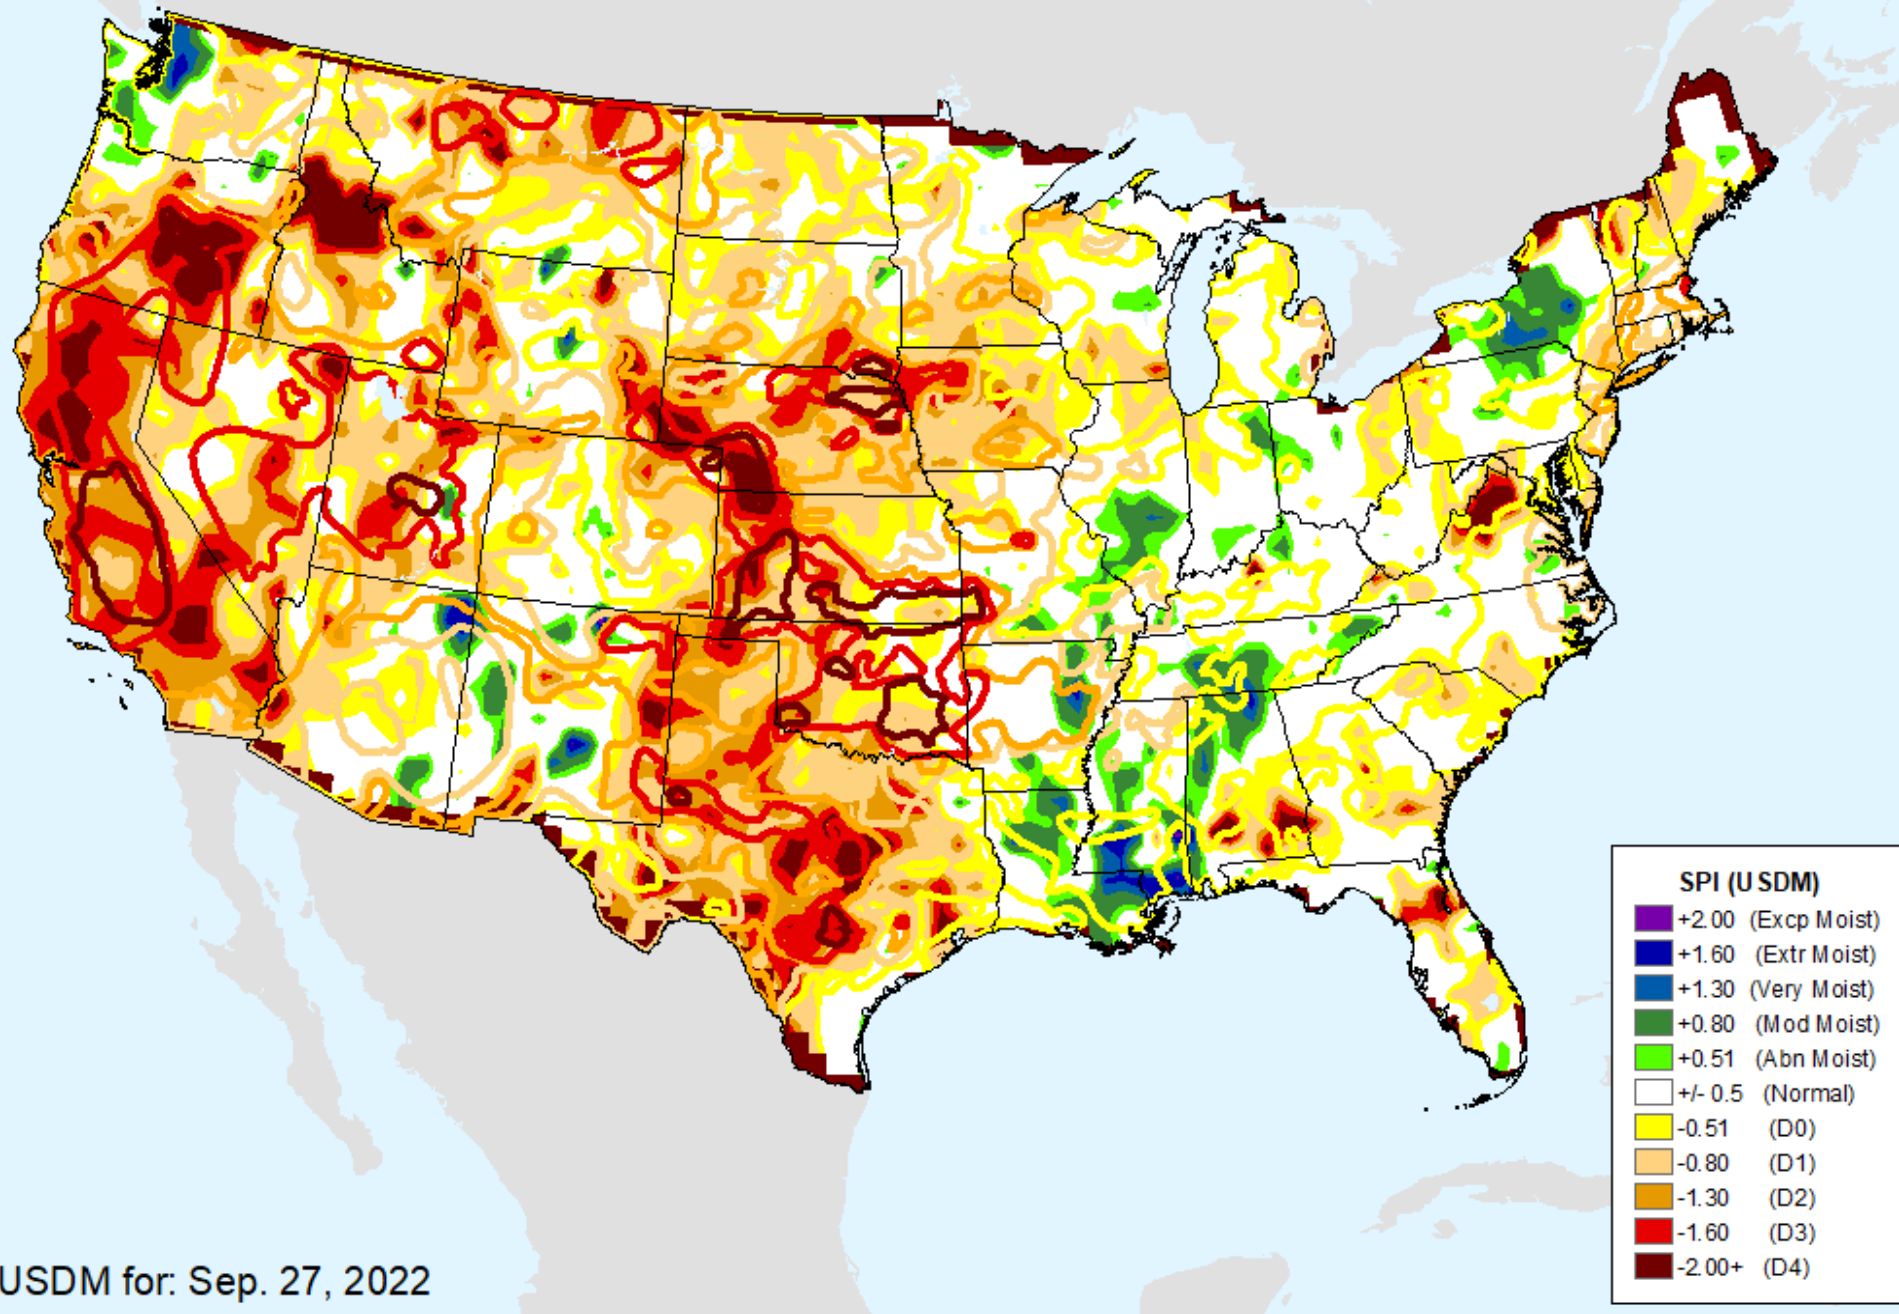 SPI (USDM)
+2.00 (Excp Moist)
+1.60 (Extr Moist)
+1.30 (Very Moist)
+0.80 (Mod Moist)
+0.51 (Abn Moist)
+/- 0.5 (Normal)
-0.51 (D0)
-0.80 (D1)
-1.30 (D2)
-1.60 (D3)
-2.00+ (D4)
USDM for: Sep. 27, 2022